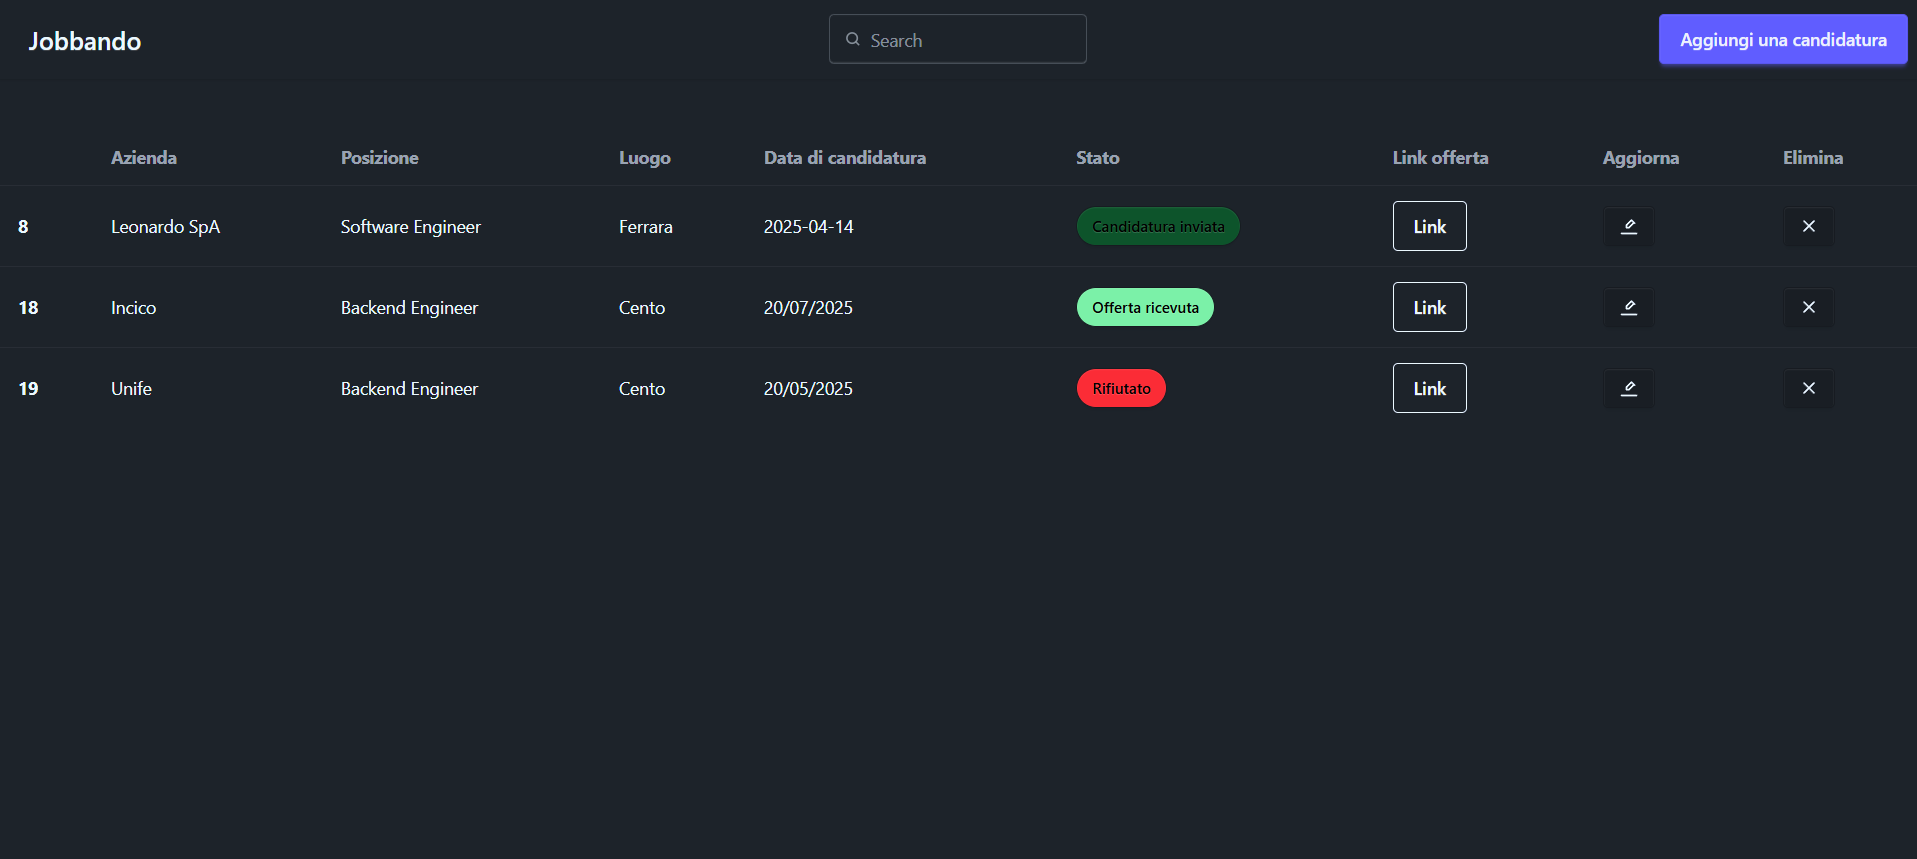 Jobbando
Search
Aggiungi una candidatura
Azienda Posizione Luogo Data di candidatura Stato Link offerta Aggiorna Elimina
8 Leonardo SpA Software Engineer Ferrara 2025-04-14 Candidatura inviata Link
18 Incico Backend Engineer Cento 20/07/2025 Offerta ricevuta Link
19 Unife Backend Engineer Cento 20/05/2025 Rifiutato Link